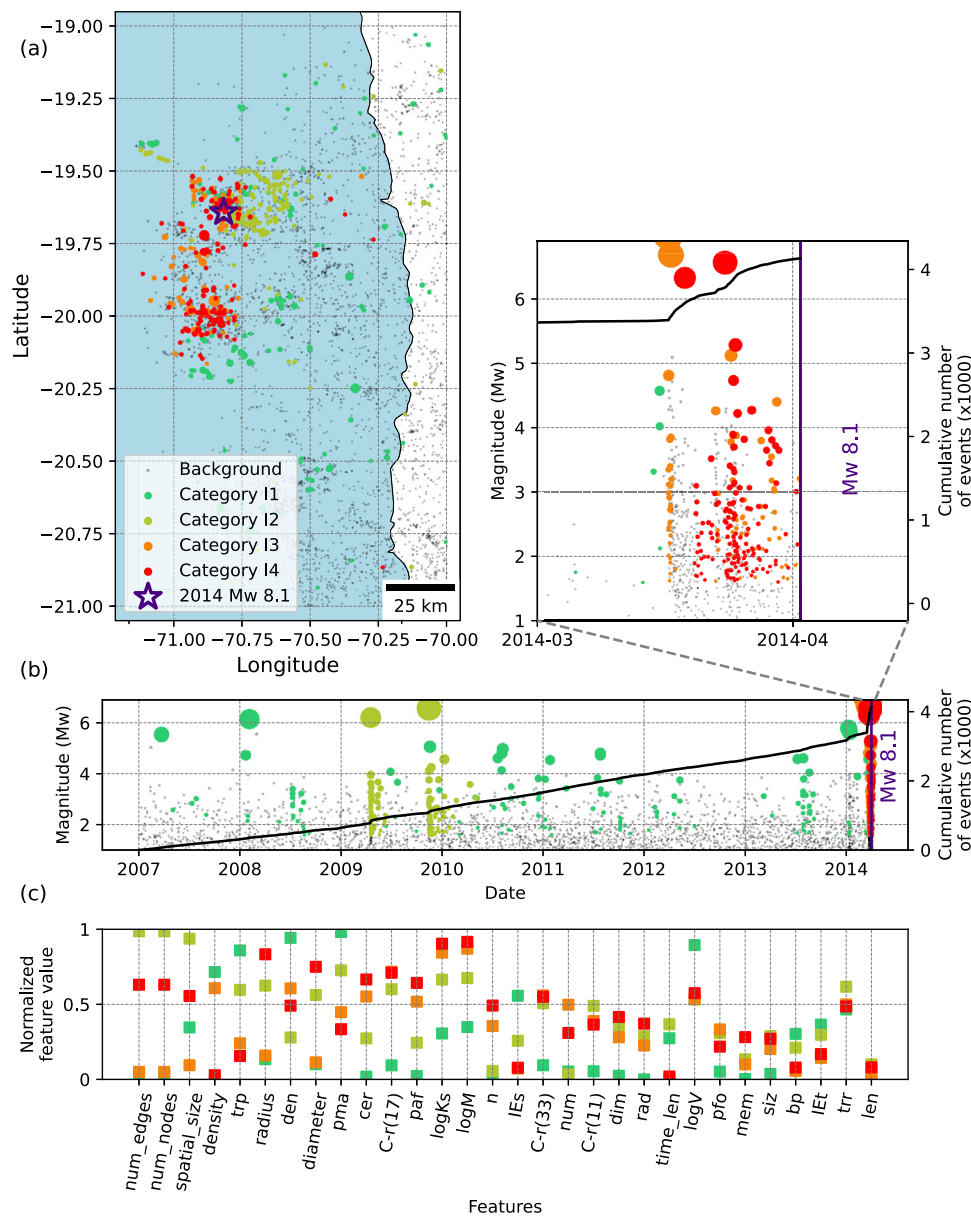 (a)
−19.00
−19.25
−19.50
−19.75
−20.00
−20.25
−20.50
−20.75
−21.00
Latitude
Background
Category I1
Category I2
Category I3
Category I4
2014 Mw 8.1
25 km
−71.00
−70.75
−70.50
−70.25
−70.00
Longitude
6
5
4
3
2
1
Magnitude (Mw)
Mw 8.1
4
3
2
1
0
Cumulative number
of events (x1000)
2014-03
2014-04
(b)
6
4
2
Magnitude (Mw)
Mw 8.1
4
2
0
Cumulative number
of events (x1000)
2007
2008
2009
2010
2011
2012
2013
2014
Date
(c)
1
0.5
0
Normalized
feature value
num_edges
num_nodes
spatial_size
density
trp
radius
den
diameter
pma
cer
C-r(17)
paf
logKs
logM
n
IEs
C-r(33)
num
C-r(11)
dim
rad
time_len
logV
pfo
mem
siz
bp
IEt
trr
len
Features